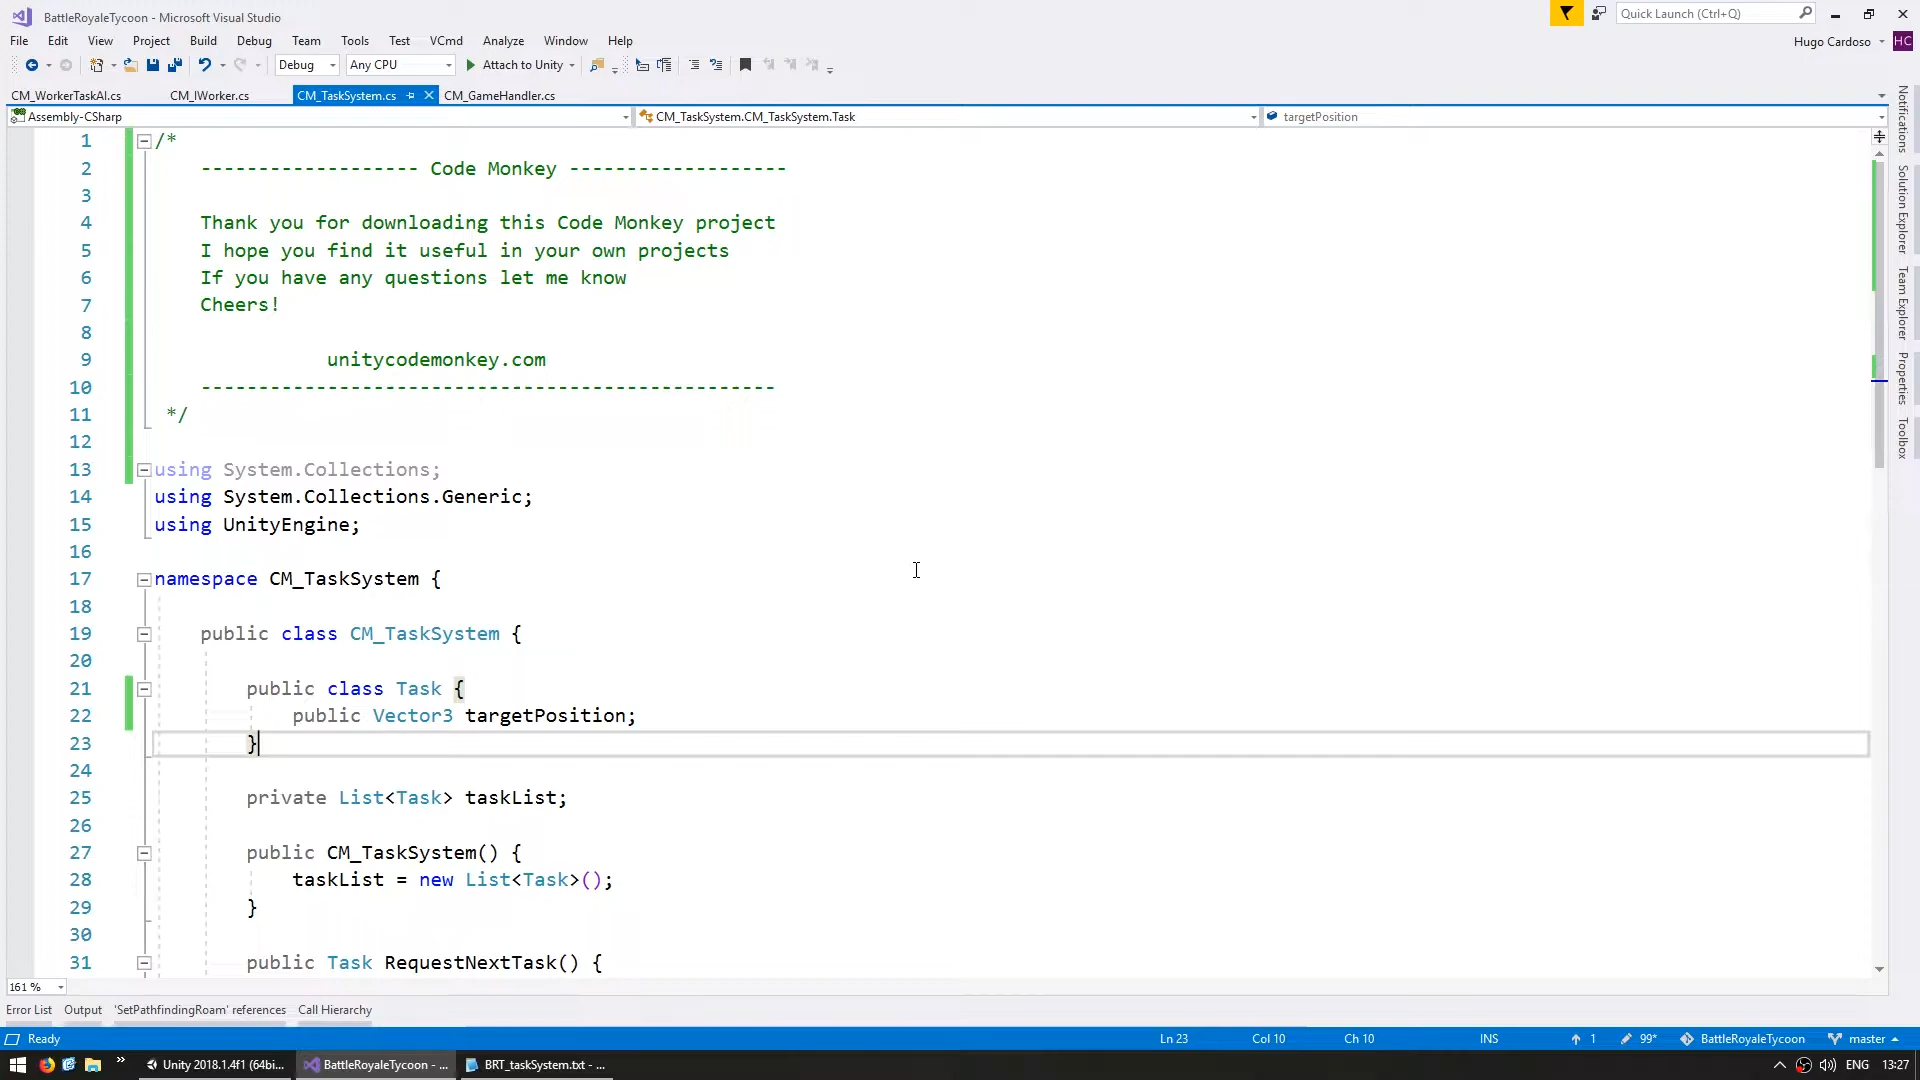 BattleRoyaleTycoon - Microsoft Visual Studio
Quick Launch (Ctrl+Q)
File Edit View Project Build Debug Team Tools Test VCmd Analyze Window Help
Hugo Cardoso HC
Debug Any CPU Attach to Unity
CM_WorkerTaskAI.cs CM_IWorker.cs CM_TaskSystem.cs CM_GameHandler.cs
Assembly-CSharp CM_TaskSystem.CM_TaskSystem.Task targetPosition
1 /*
2 ------------------- Code Monkey -------------------
3
4 Thank you for downloading this Code Monkey project
5 I hope you find it useful in your own projects
6 If you have any questions let me know
7 Cheers!
8
9 unitycodemonkey.com
10 --------------------------------------------------
11 */
12
13 using System.Collections;
14 using System.Collections.Generic;
15 using UnityEngine;
16
17 namespace CM_TaskSystem {
18
19 public class CM_TaskSystem {
20
21 public class Task {
22 public Vector3 targetPosition;
23 }
24
25 private List<Task> taskList;
26
27 public CM_TaskSystem() {
28 taskList = new List<Task>();
29 }
30
31 public Task RequestNextTask() {
Notifications
Solution Explorer
Team Explorer
Properties
Toolbox
161 %
Error List Output 'SetPathfindingRoam' references Call Hierarchy
Ready Ln 23 Col 10 Ch 10 INS 1 99* BattleRoyaleTycoon master
Unity 2018.1.4f1 (64bi... BattleRoyaleTycoon - ... BRT_taskSystem.txt - ... ENG 13:27